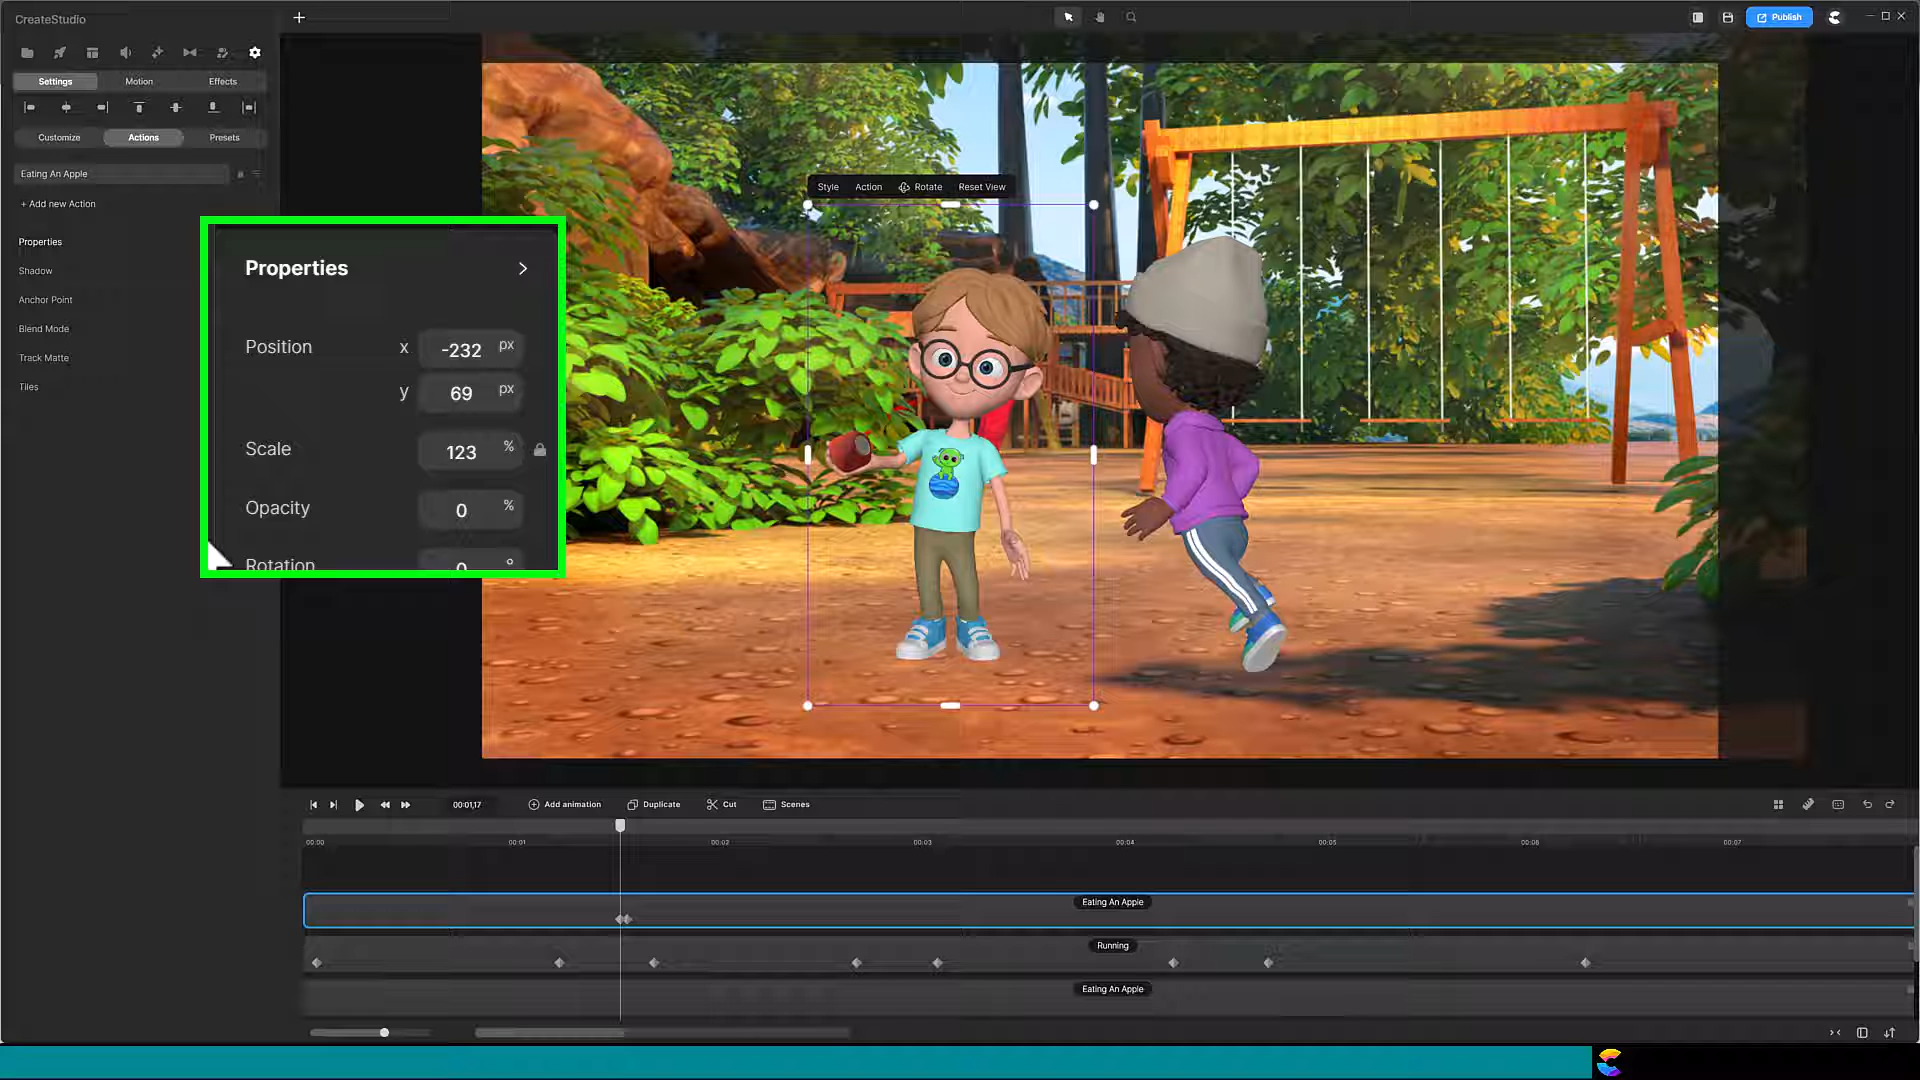 CreateStudio
Publish
Settings
Motion
Effects
Customize
Actions
Presets
Eating An Apple
+ Add new Action
Properties
Shadow
Anchor Point
Blend Mode
Track Matte
Tiles
Properties
Position x -232 px
y 69 px
Scale 123 %
Opacity 0 %
Rotation 0 °
Style
Action
Rotate
Reset View
00:01,17
Add animation
Duplicate
Cut
Scenes
00:00
00:01
00:02
00:03
00:04
00:05
00:06
00:07
Eating An Apple
Running
Eating An Apple